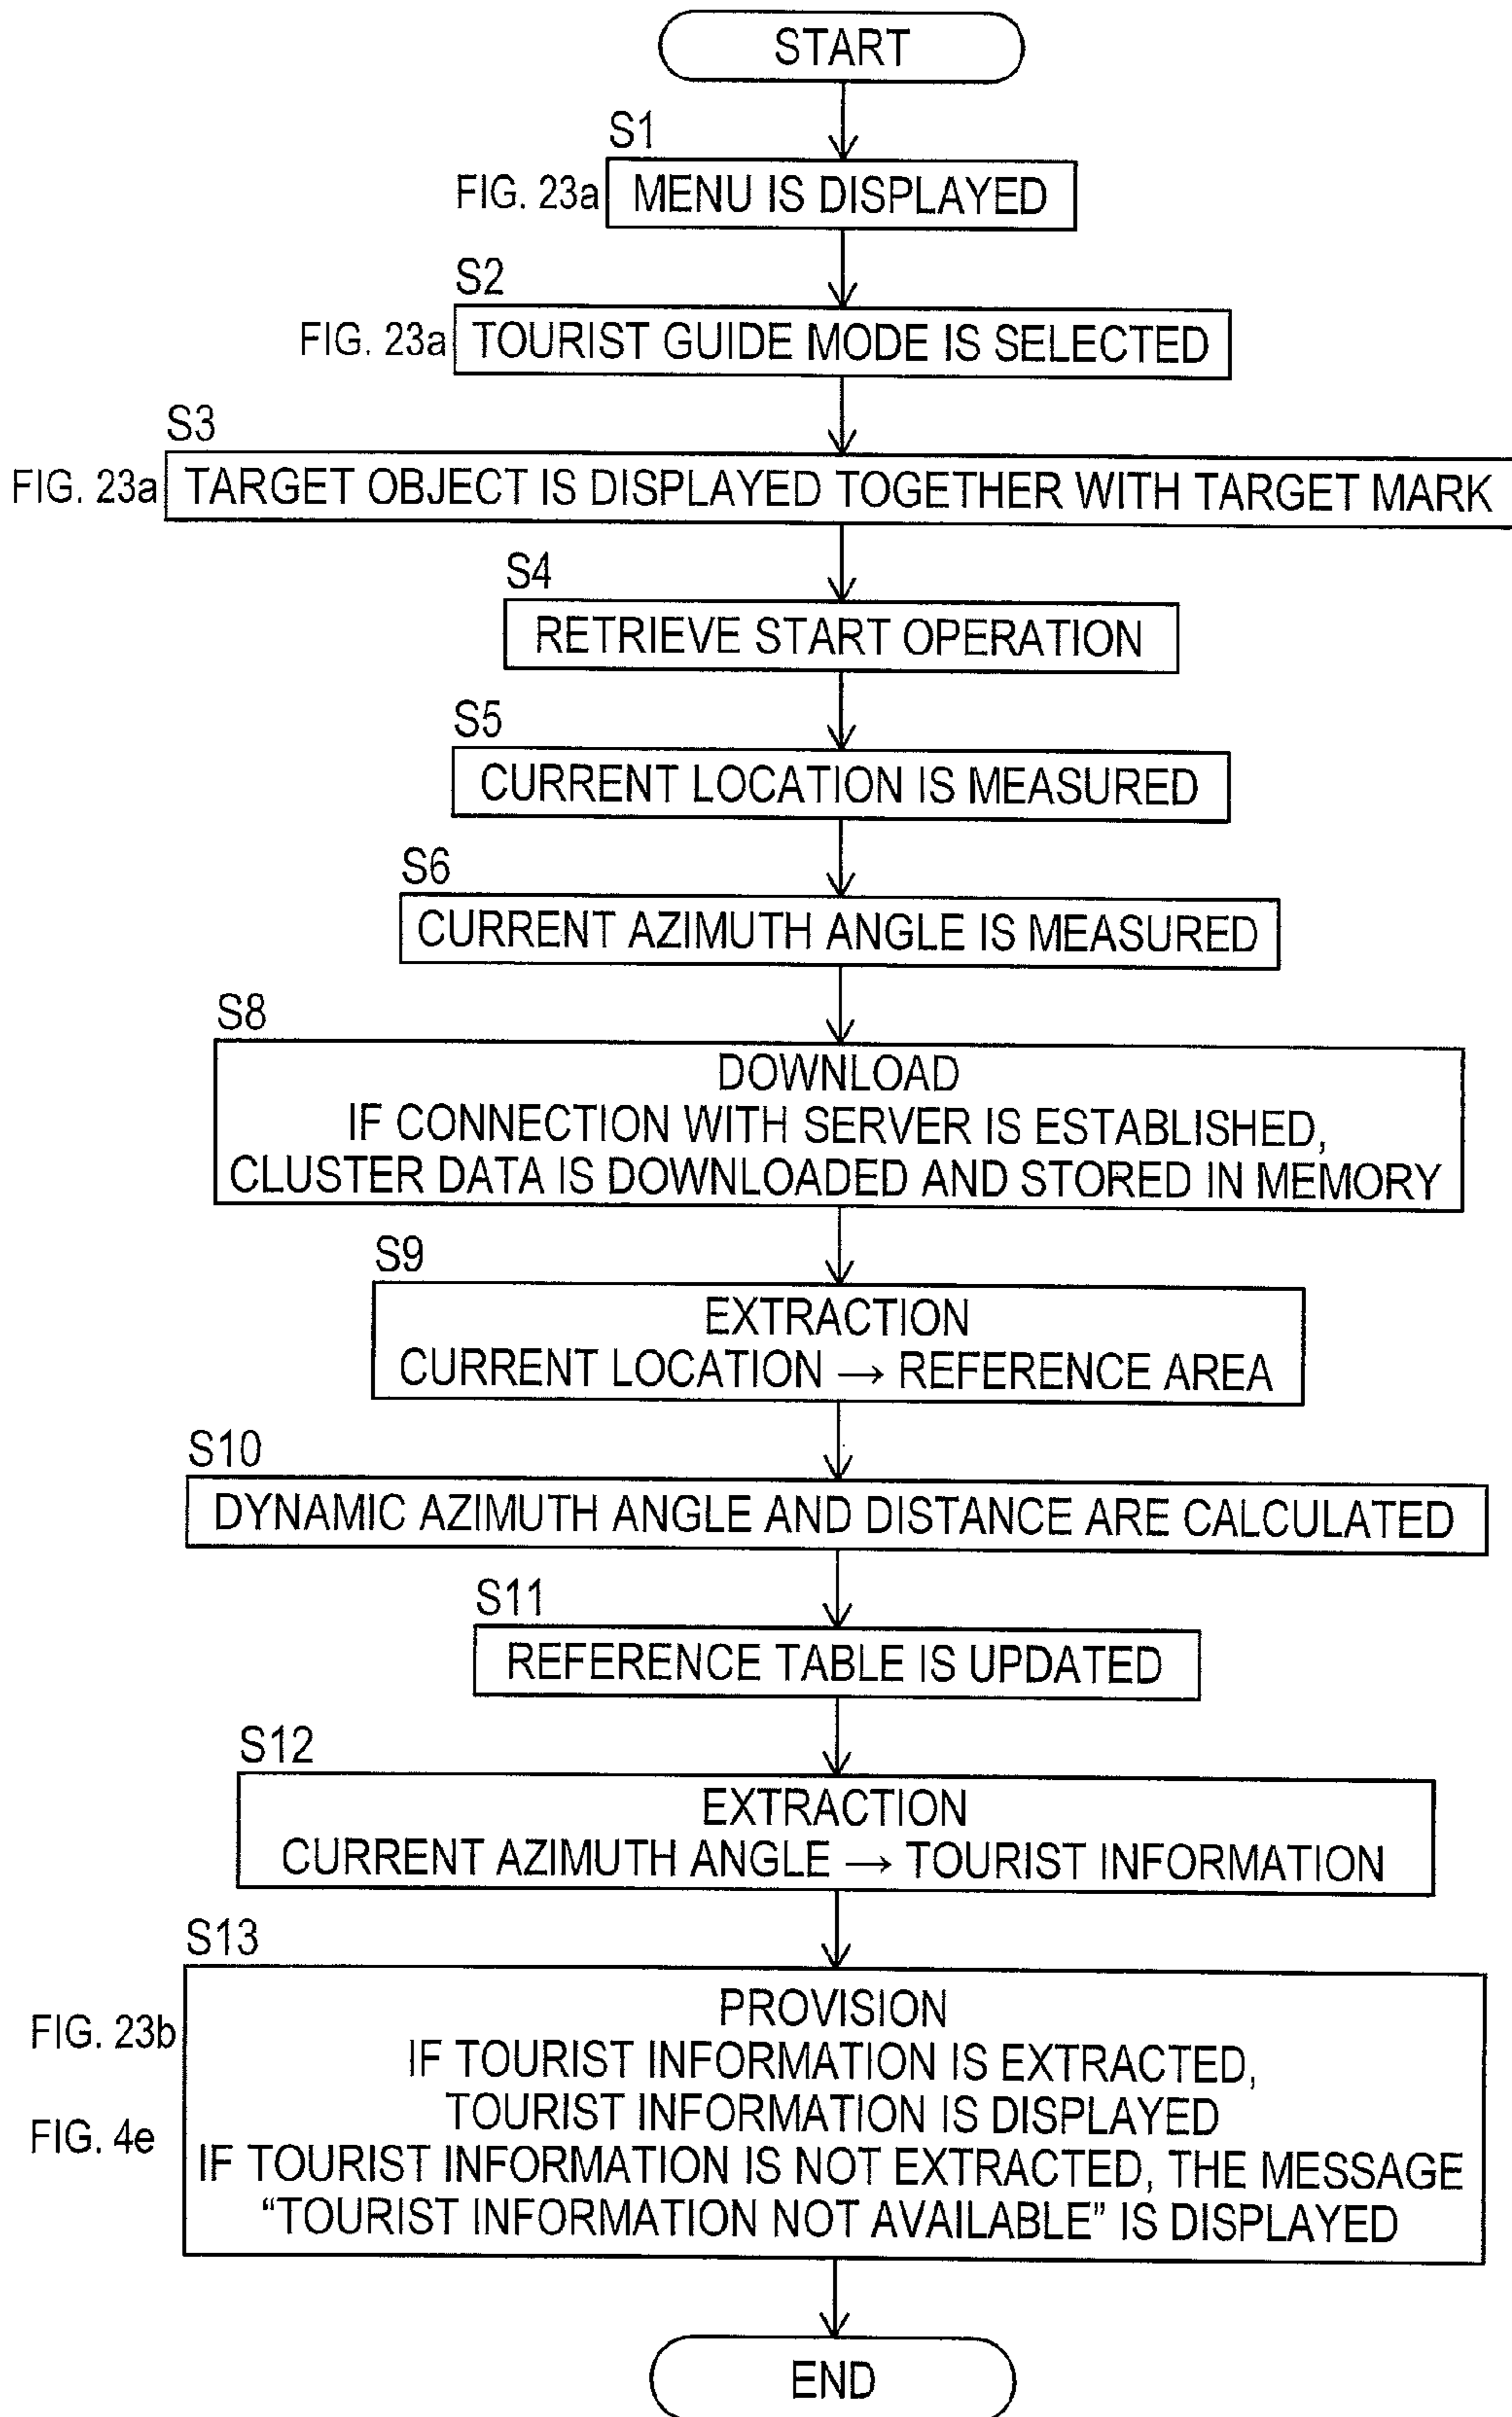 START
S1
FIG. 23a
MENU IS DISPLAYED
S2
FIG. 23a
TOURIST GUIDE MODE IS SELECTED
S3
FIG. 23a
TARGET OBJECT IS DISPLAYED TOGETHER WITH TARGET MARK
S4
RETRIEVE START OPERATION
S5
CURRENT LOCATION IS MEASURED
S6
CURRENT AZIMUTH ANGLE IS MEASURED
S8
DOWNLOAD
IF CONNECTION WITH SERVER IS ESTABLISHED,
CLUSTER DATA IS DOWNLOADED AND STORED IN MEMORY
S9
EXTRACTION
CURRENT LOCATION → REFERENCE AREA
S10
DYNAMIC AZIMUTH ANGLE AND DISTANCE ARE CALCULATED
S11
REFERENCE TABLE IS UPDATED
S12
EXTRACTION
CURRENT AZIMUTH ANGLE → TOURIST INFORMATION
S13
PROVISION
FIG. 23b
IF TOURIST INFORMATION IS EXTRACTED,
TOURIST INFORMATION IS DISPLAYED
FIG. 4e
IF TOURIST INFORMATION IS NOT EXTRACTED, THE MESSAGE
“TOURIST INFORMATION NOT AVAILABLE” IS DISPLAYED
END